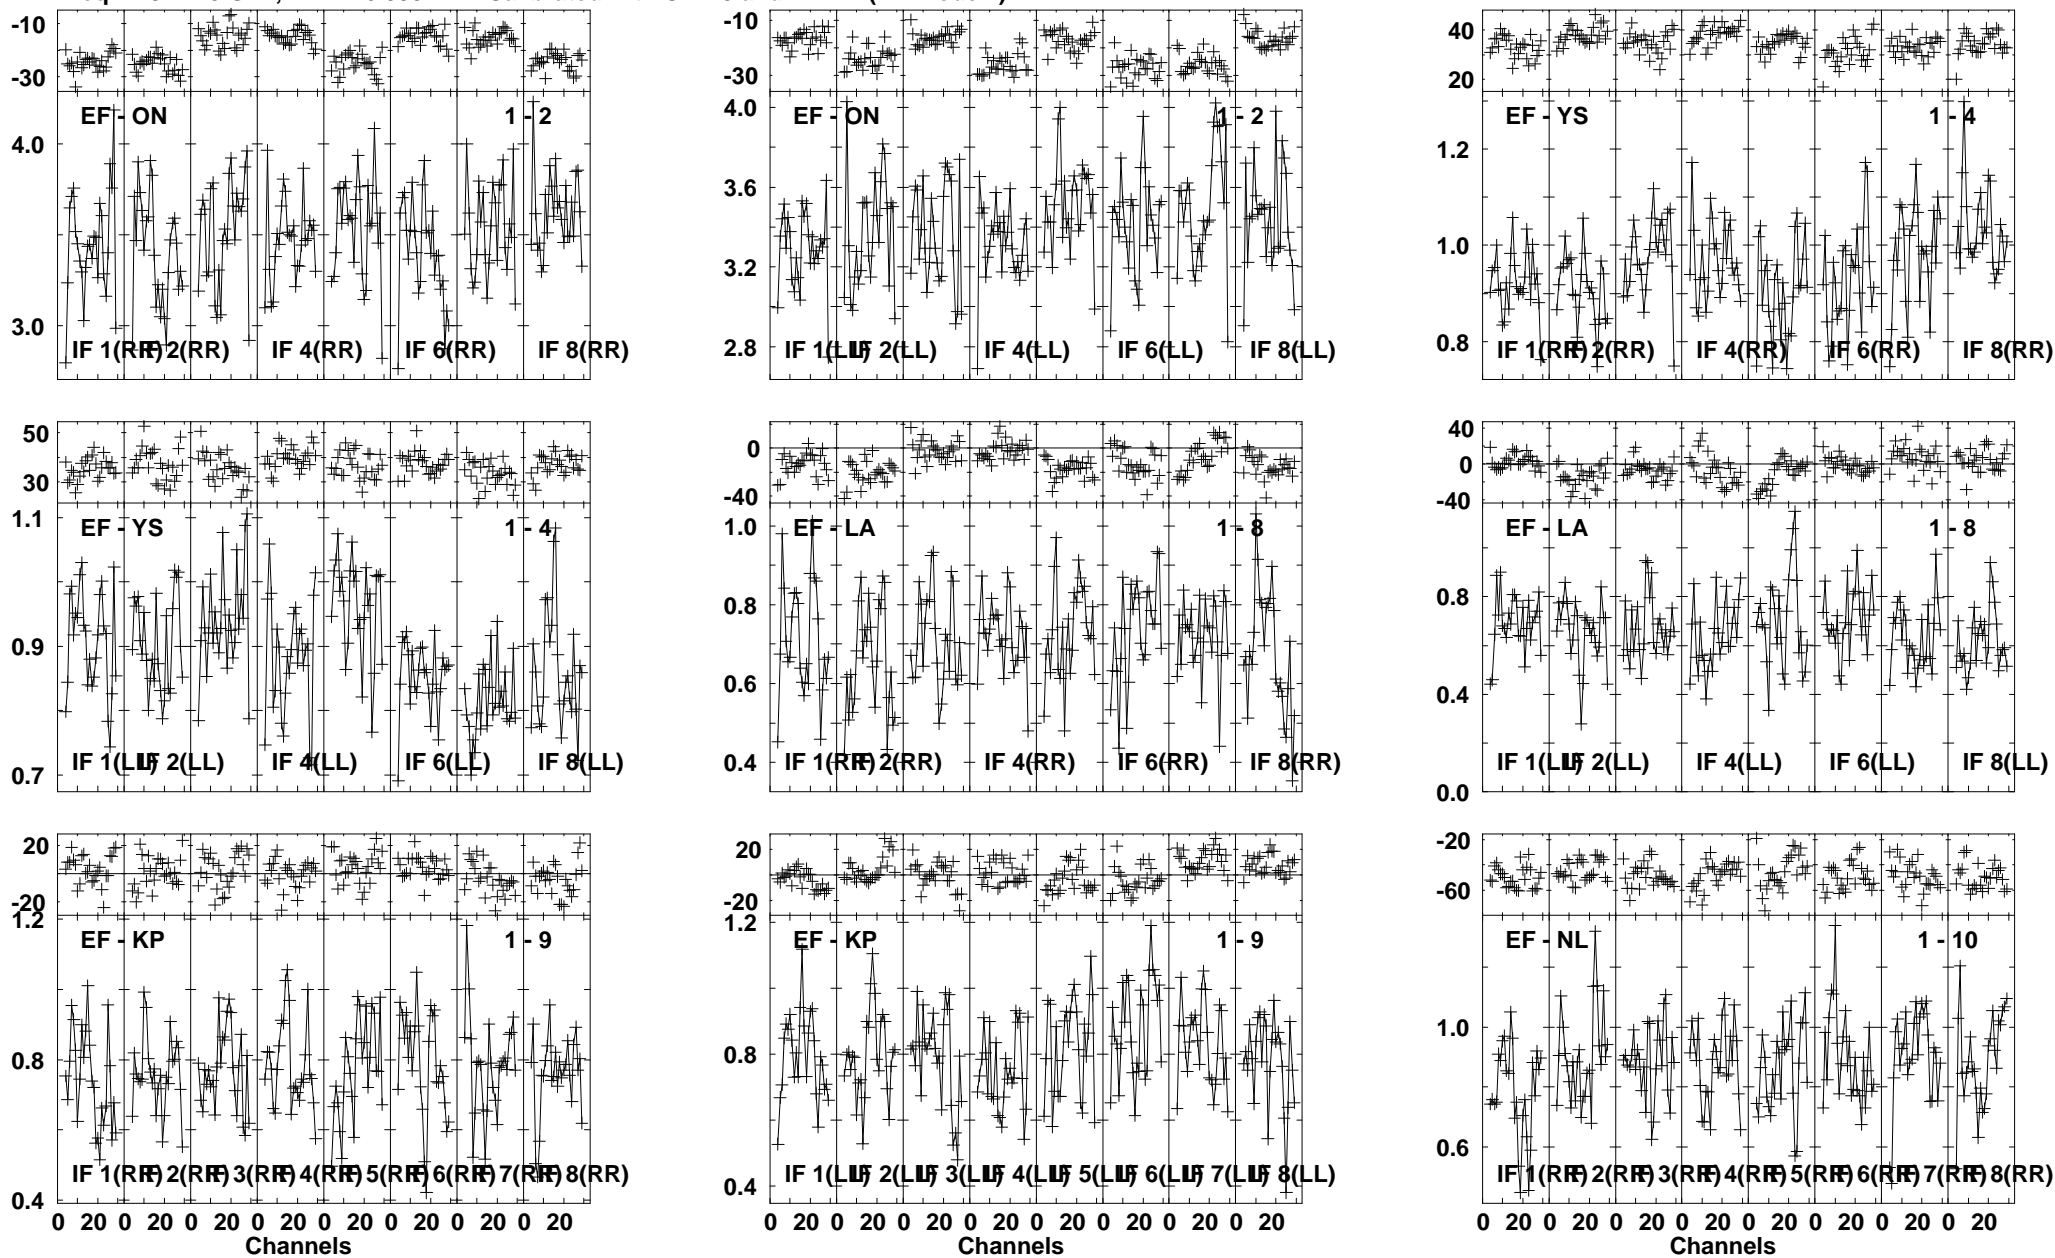 -10
-30
4.0
3.0
EF - ON 1 - 2
IF 1(RR) IF 2(RR) IF 4(RR) IF 6(RR) IF 8(RR)
-10
-30
4.0
3.6
3.2
2.8
EF - ON 1 - 2
IF 1(LL) IF 2(LL) IF 4(LL) IF 6(LL) IF 8(LL)
40
20
1.2
1.0
0.8
EF - YS 1 - 4
IF 1(RR) IF 2(RR) IF 4(RR) IF 6(RR) IF 8(RR)
50
30
1.1
0.9
0.7
EF - YS 1 - 4
IF 1(LL) IF 2(LL) IF 4(LL) IF 6(LL) IF 8(LL)
0
-40
1.0
0.8
0.6
0.4
EF - LA 1 - 8
IF 1(RR) IF 2(RR) IF 4(RR) IF 6(RR) IF 8(RR)
40
0
-40
0.8
0.4
0.0
EF - LA 1 - 8
IF 1(LL) IF 2(LL) IF 4(LL) IF 6(LL) IF 8(LL)
20
-20
1.2
0.8
0.4
EF - KP 1 - 9
IF 1(RR) IF 2(RR) IF 3(RR) IF 4(RR) IF 5(RR) IF 6(RR) IF 7(RR) IF 8(RR)
0 20 0 20 0 20 0 20 0 20 0 20 0 20 0 20
Channels
20
-20
1.2
0.8
0.4
EF - KP 1 - 9
IF 1(LL) IF 2(LL) IF 3(LL) IF 4(LL) IF 5(LL) IF 6(LL) IF 7(LL) IF 8(LL)
0 20 0 20 0 20 0 20 0 20 0 20 0 20 0 20
Channels
-20
-60
1.0
0.6
EF - NL 1 - 10
IF 1(RR) IF 2(RR) IF 3(RR) IF 4(RR) IF 5(RR) IF 6(RR) IF 7(RR) IF 8(RR)
0 20 0 20 0 20 0 20 0 20 0 20 0 20 0 20
Channels